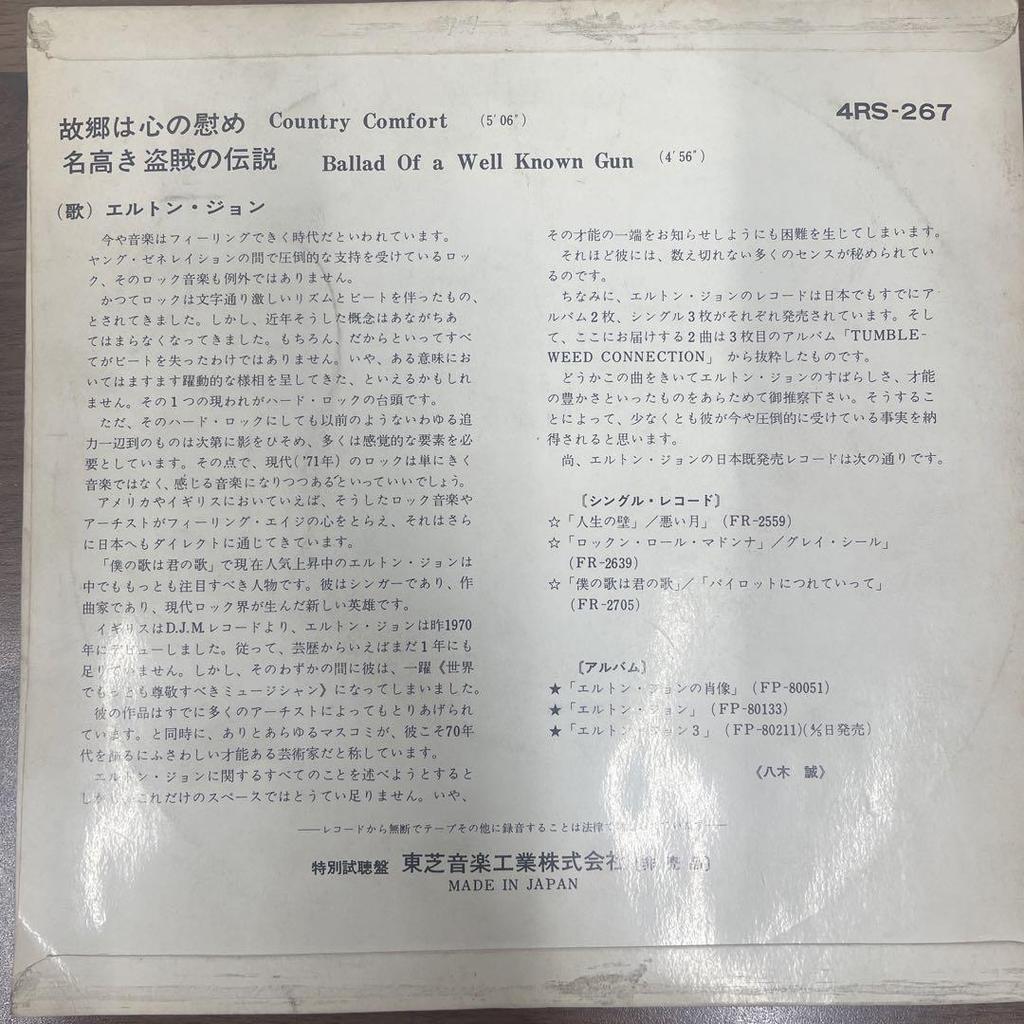 4RS-267
故郷は心の慰め Country Comfort (5′06″)
名高き盗賊の伝説 Ballad Of a Well Known Gun (4′56″)
(歌) エルトン・ジョン
今や音楽はフィーリングできく時代だといわれています。
ヤング・ゼネレイションの間で圧倒的な支持を受けているロッ
ク、そのロック音楽も例外ではありません。
かつてロックは文字通り激しいリズムとビートを伴ったもの、
とされてきました。しかし、近年そうした概念はあながちあ
てはまらなくなってきました。もちろん、だからといってすべ
てがビートを失ったわけではありません。いや、ある意味にお
いてはますます躍動的な様相を呈してきた、といえるかもしれ
ません。その1つの現われがハード・ロックの台頭です。
ただ、そのハード・ロックにしても以前のようないわゆる迫
力一辺到のものは次第に影をひそめ、多くは感覚的な要素を必
要としています。その点で、現代('71年)のロックは単にきく
音楽ではなく、感じる音楽になりつつあるといっていいでしょう。
アメリカやイギリスにおいていえば、そうしたロック音楽や
アーチストがフィーリング・エイジの心をとらえ、それはさら
に日本へもダイレクトに通じてきています。
「僕の歌は君の歌」で現在人気上昇中のエルトン・ジョンは
中でももっとも注目すべき人物です。彼はシンガーであり、作
曲家であり、現代ロック界が生んだ新しい英雄です。
イギリスはD.J.M.レコードより、エルトン・ジョンは昨1970
年にデビューしました。従って、芸歴からいえばまだ1年にも
足りていません。しかし、そのわずかの間に彼は、一躍《世界
でもっとも尊敬すべきミュージシャン》になってしまいました。
彼の作品はすでに多くのアーチストによってもとりあげられ
ています。と同時に、ありとあらゆるマスコミが、彼こそ70年
代を飾るにふさわしい才能ある芸術家だと称しています。
エルトン・ジョンに関するすべてのことを述べようとすると
しかし、これだけのスペースではとうてい足りません。いや、
その才能の一端をお知らせしようにも困難を生じてしまいます。
それほど彼には、数え切れない多くのセンスが秘められてい
るのです。
ちなみに、エルトン・ジョンのレコードは日本でもすでにア
ルバム2枚、シングル3枚がそれぞれ発売されています。そし
て、ここにお届けする2曲は3枚目のアルバム「TUMBLE-
WEED CONNECTION」 から抜粋したものです。
どうかこの曲をきいてエルトン・ジョンのすばらしさ、才能
の豊かさといったものをあらためて御推察下さい。そうするこ
とによって、少なくとも彼が今や圧倒的に受けている事実を納
得されると思います。
尚、エルトン・ジョンの日本既発売レコードは次の通りです。
〔シングル・レコード〕
☆「人生の壁」/悪い月」(FR-2559)
☆「ロックン・ロール・マドンナ」/グレイ・シール」
(FR-2639)
☆「僕の歌は君の歌」/「パイロットにつれていって」
(FR-2705)
〔アルバム〕
★「エルトン・ジョンの肖像」(FP-80051)
★「エルトン・ジョン」(FP-80133)
★「エルトン・ジョン3」(FP-80211)(4/5日発売)
《八木 誠》
——レコードから無断でテープその他に録音することは法律で
特別試聴盤 東芝音楽工業株式会社 (非売品)
MADE IN JAPAN